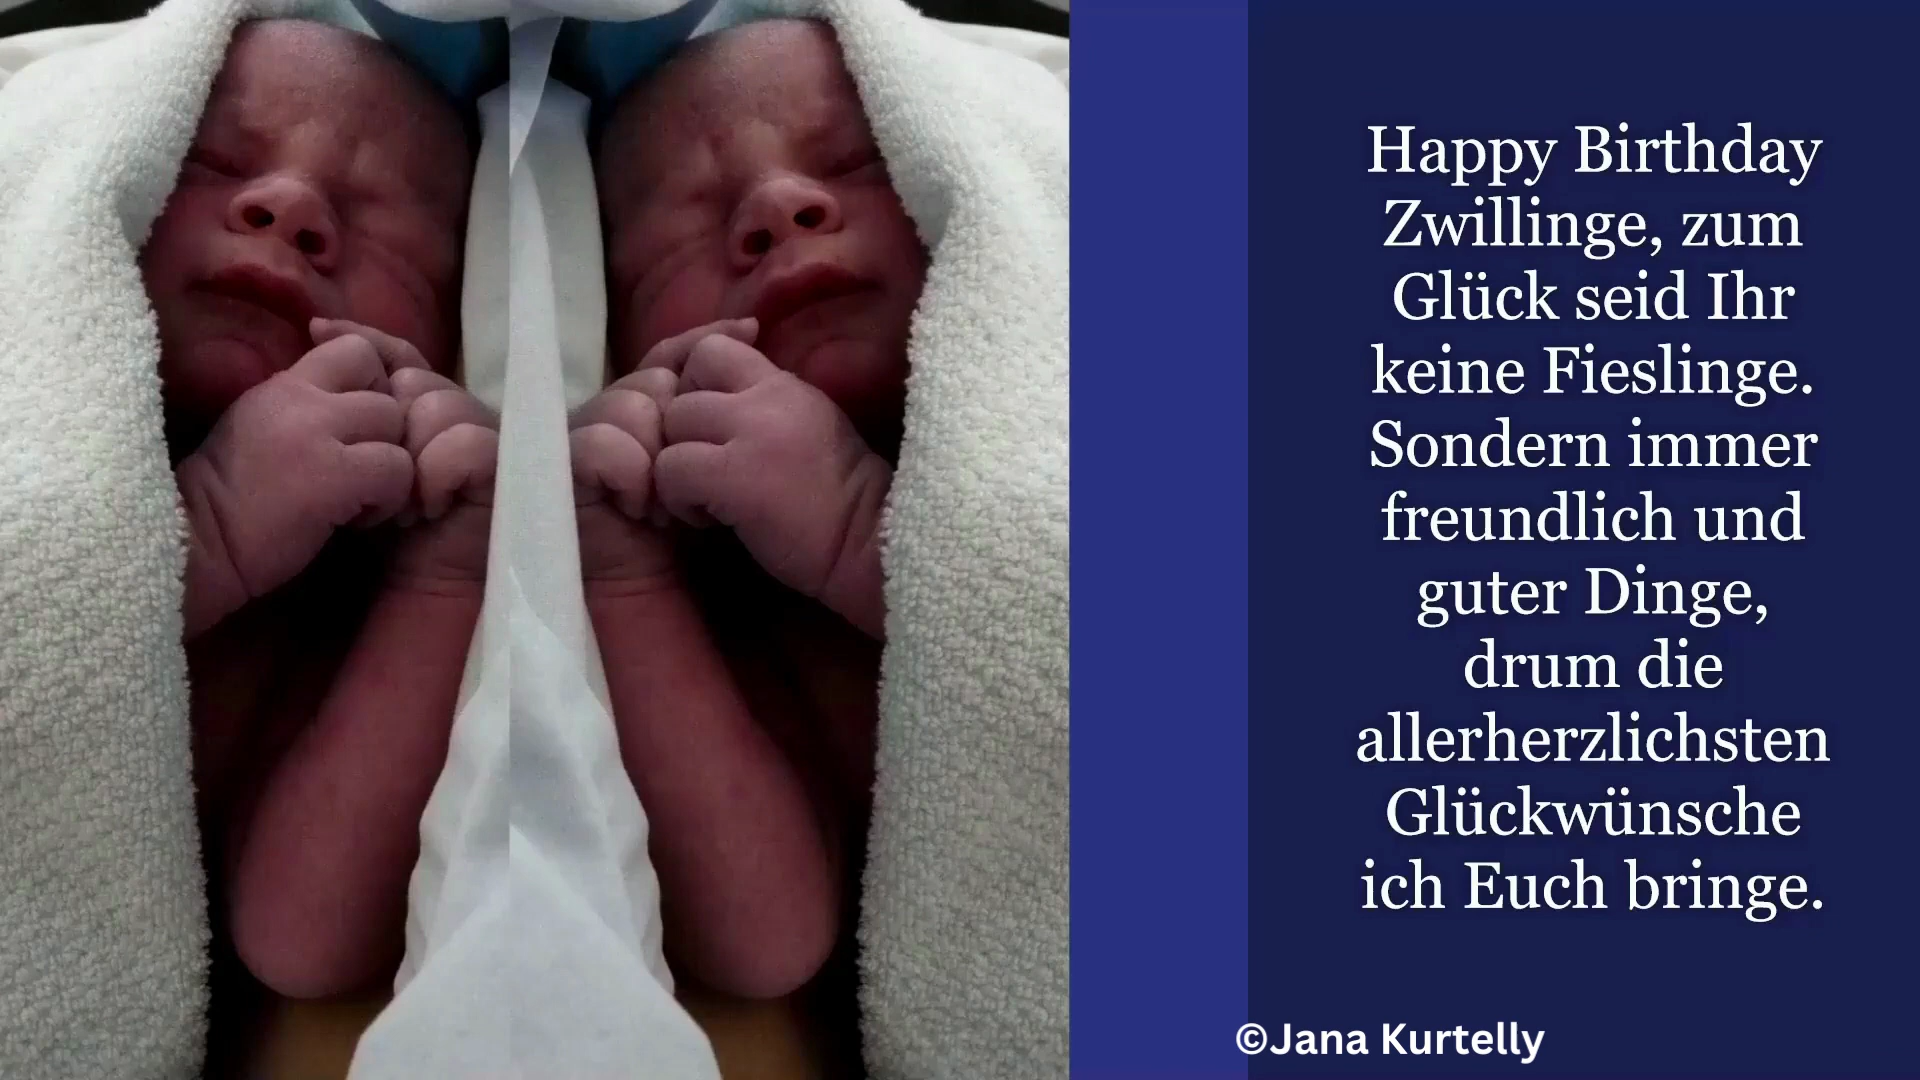 Happy Birthday
Zwillinge, zum
Glück seid Ihr
keine Fieslinge.
Sondern immer
freundlich und
guter Dinge,
drum die
allerherzlichsten
Glückwünsche
ich Euch bringe.
©Jana Kurtelly